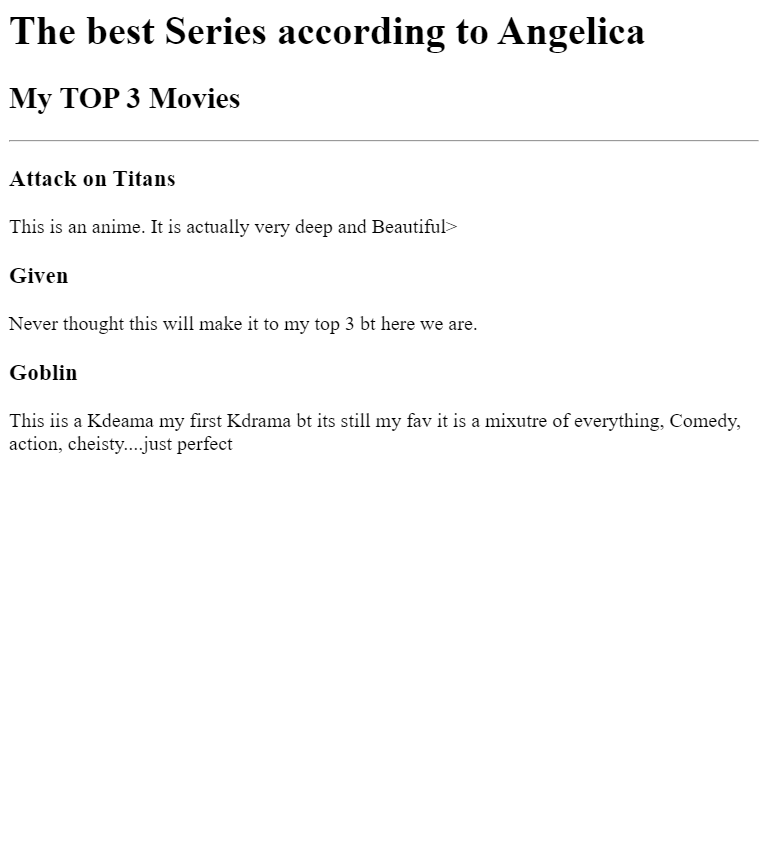 The best Series according to Angelica
My TOP 3 Movies
Attack on Titans
This is an anime. It is actually very deep and Beautiful>
Given
Never thought this will make it to my top 3 bt here we are.
Goblin
This iis a Kdeama my first Kdrama bt its still my fav it is a mixutre of everything, Comedy,
action, cheisty....just perfect